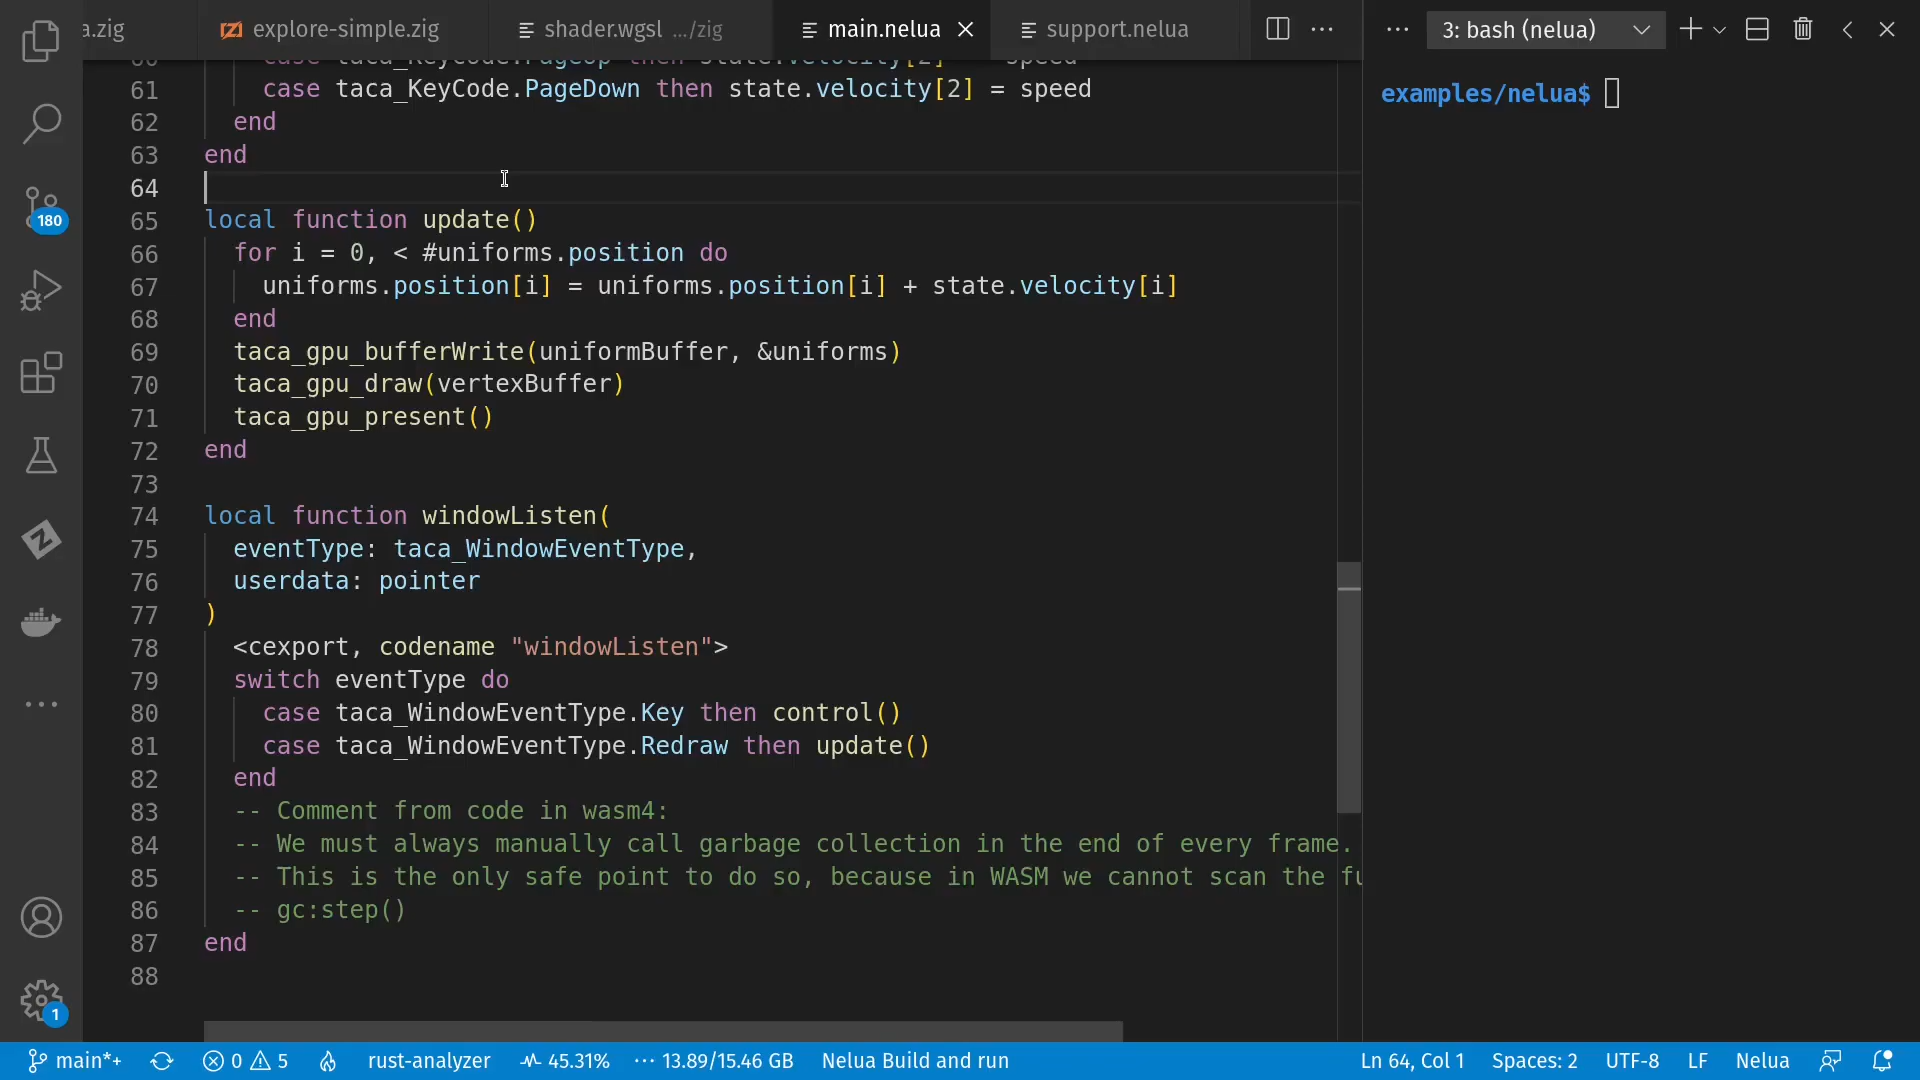 a.zig explore-simple.zig shader.wgsl .../zig main.nelua support.nelua ··· ··· 3: bash (nelua)
61 case taca_KeyCode.PageDown then state.velocity[2] = speed
62 end
63 end
64
65 local function update()
66 for i = 0, < #uniforms.position do
67 uniforms.position[i] = uniforms.position[i] + state.velocity[i]
68 end
69 taca_gpu_bufferWrite(uniformBuffer, &uniforms)
70 taca_gpu_draw(vertexBuffer)
71 taca_gpu_present()
72 end
73
74 local function windowListen(
75 eventType: taca_WindowEventType,
76 userdata: pointer
77 )
78 <cexport, codename "windowListen">
79 switch eventType do
80 case taca_WindowEventType.Key then control()
81 case taca_WindowEventType.Redraw then update()
82 end
83 -- Comment from code in wasm4:
84 -- We must always manually call garbage collection in the end of every frame.
85 -- This is the only safe point to do so, because in WASM we cannot scan the fu
86 -- gc:step()
87 end
88
examples/nelua$
180
1
main*+ 0 5 rust-analyzer 45.31% ··· 13.89/15.46 GB Nelua Build and run Ln 64, Col 1 Spaces: 2 UTF-8 LF Nelua